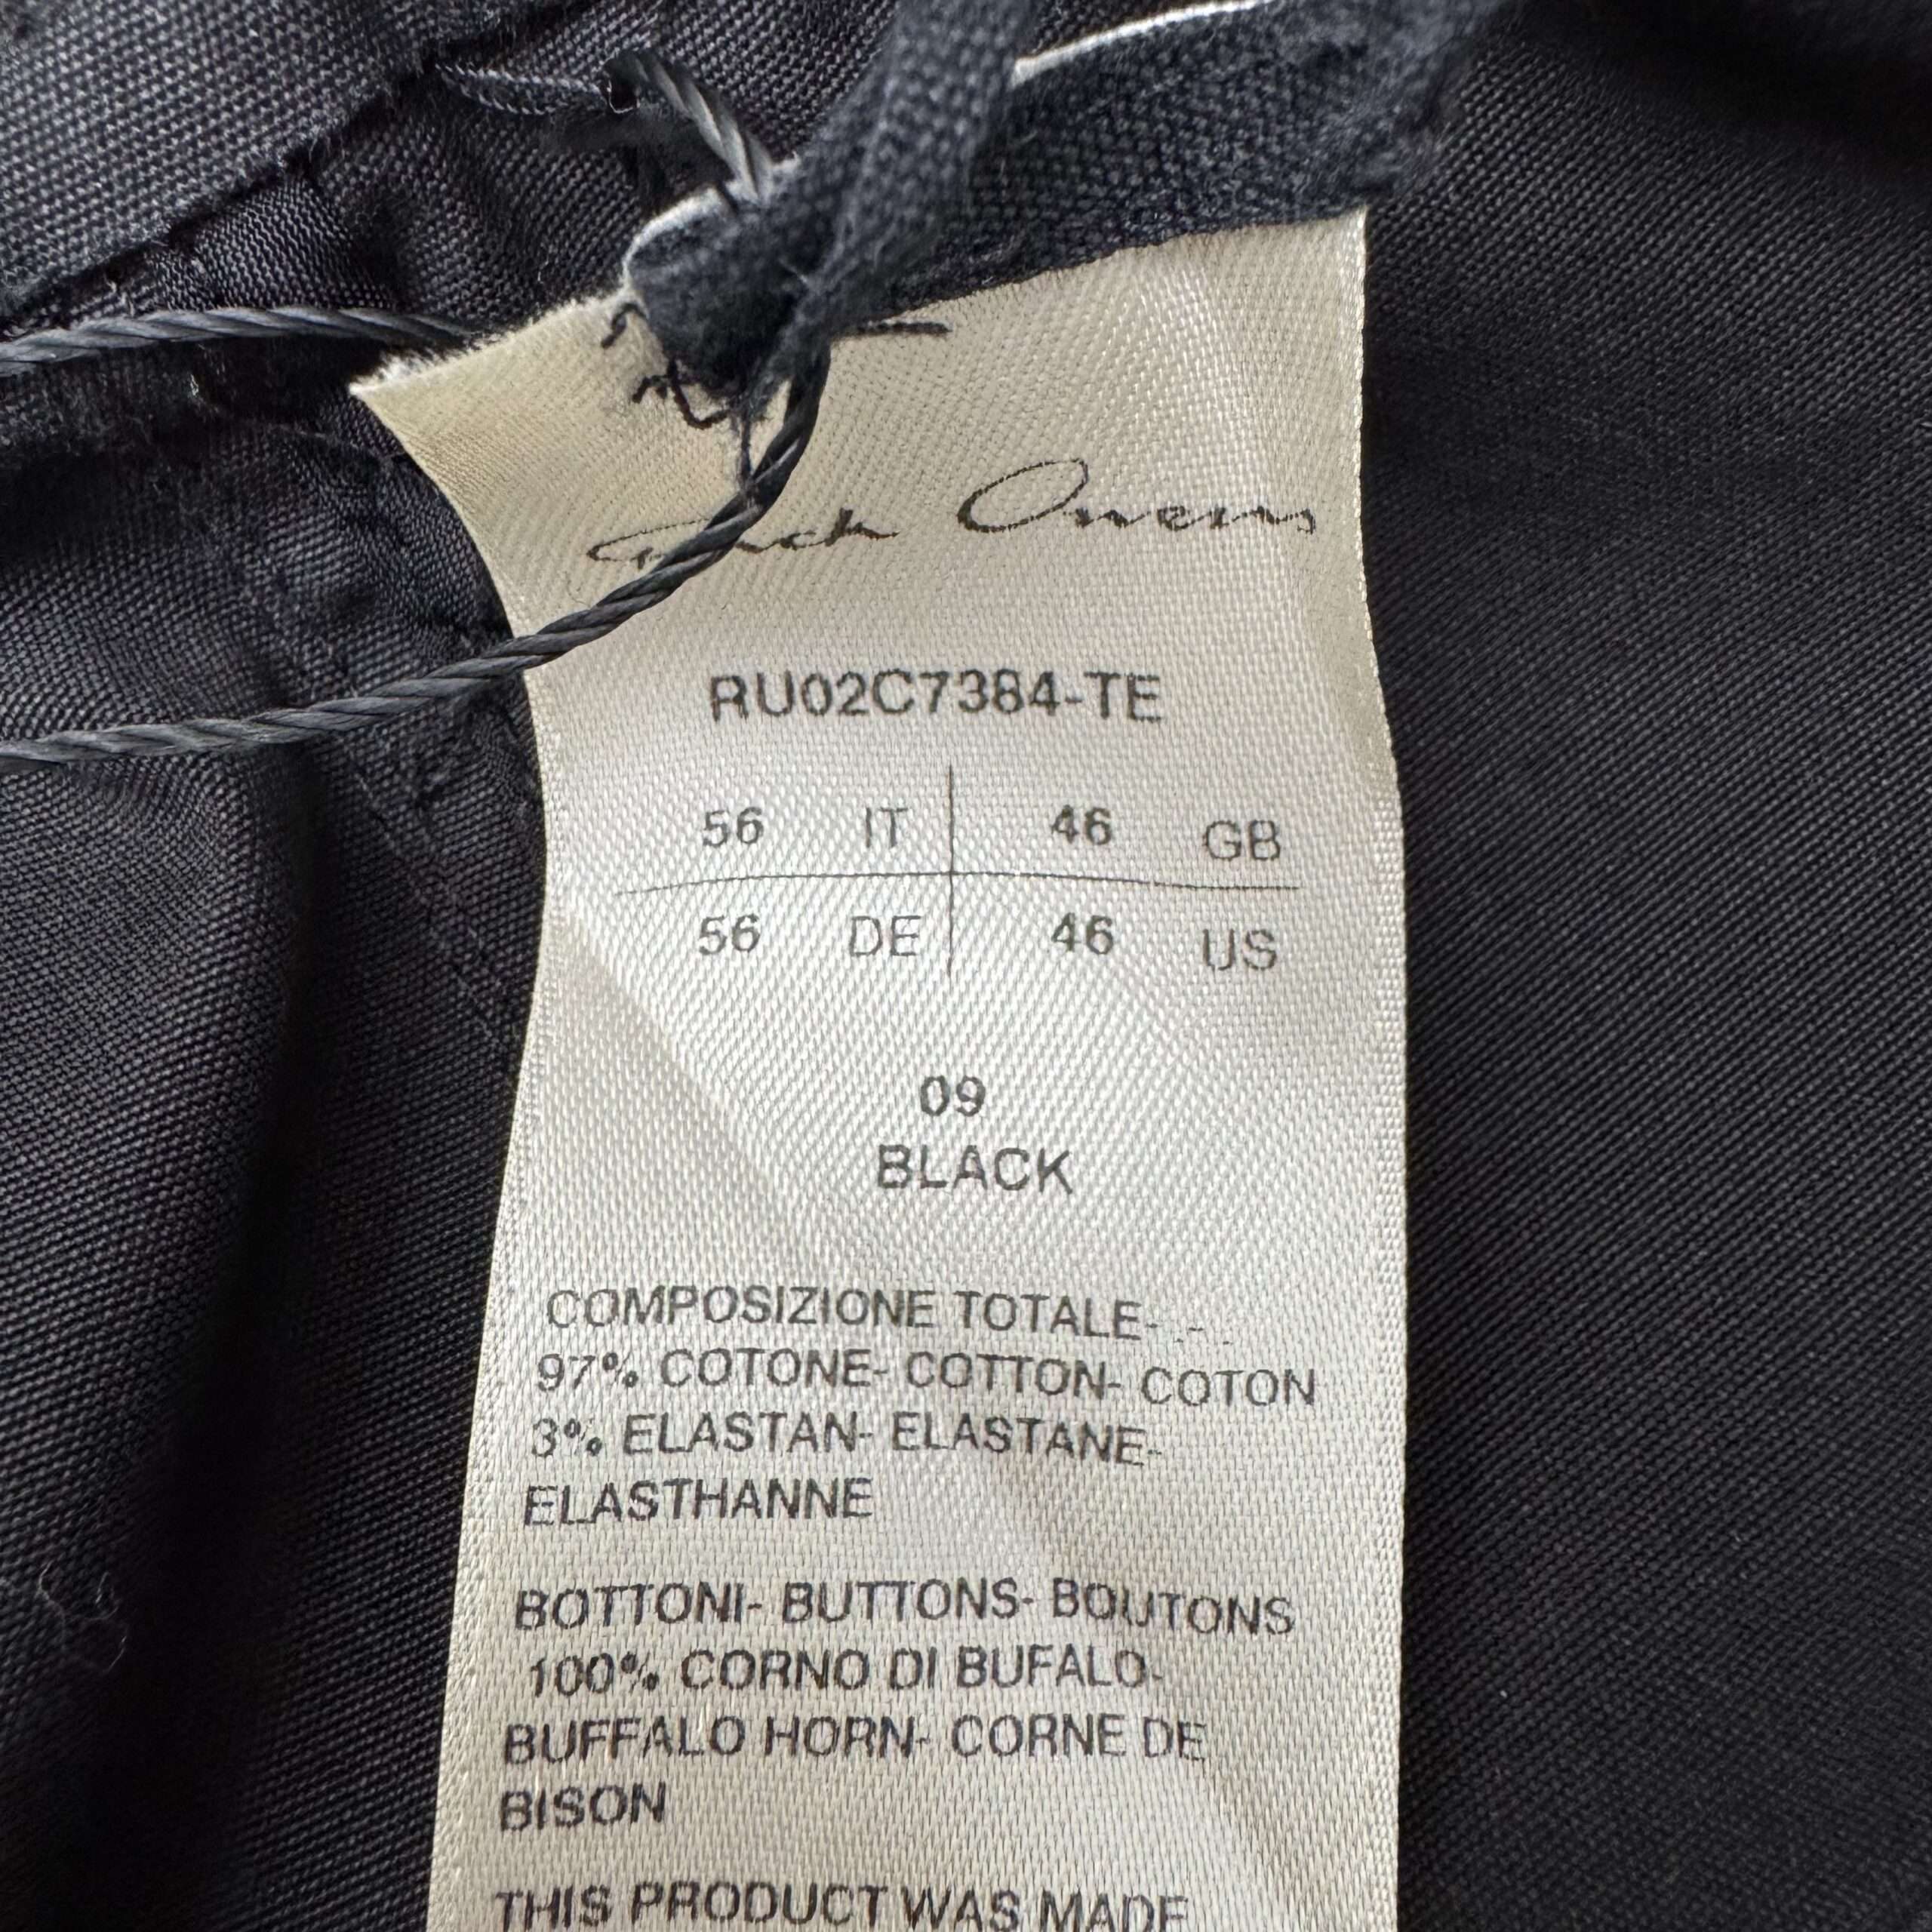 Rick Owens
RU02C7384-TE
56 IT 46 GB
56 DE 46 US
09
BLACK
COMPOSIZIONE TOTALE- - -
97% COTONE- COTTON- COTON
3% ELASTAN- ELASTANE-
ELASTHANNE
BOTTONI- BUTTONS- BOUTONS
100% CORNO DI BUFALO-
BUFFALO HORN- CORNE DE
BISON
THIS PRODUCT WAS MADE